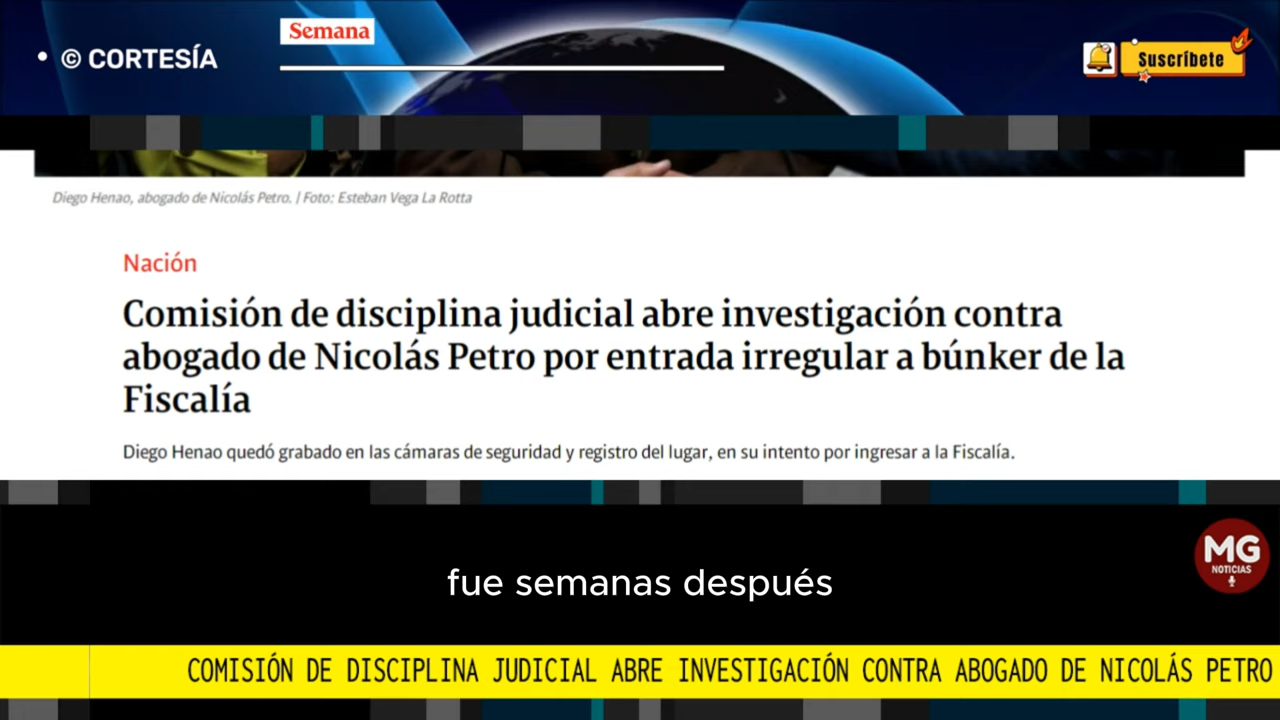 Semana
• © CORTESÍA
Suscríbete
Diego Henao, abogado de Nicolás Petro. | Foto: Esteban Vega La Rotta
Nación
Comisión de disciplina judicial abre investigación contra
abogado de Nicolás Petro por entrada irregular a búnker de la
Fiscalía
Diego Henao quedó grabado en las cámaras de seguridad y registro del lugar, en su intento por ingresar a la Fiscalía.
MG
NOTICIAS
fue semanas después
COMISIÓN DE DISCIPLINA JUDICIAL ABRE INVESTIGACIÓN CONTRA ABOGADO DE NICOLÁS PETRO